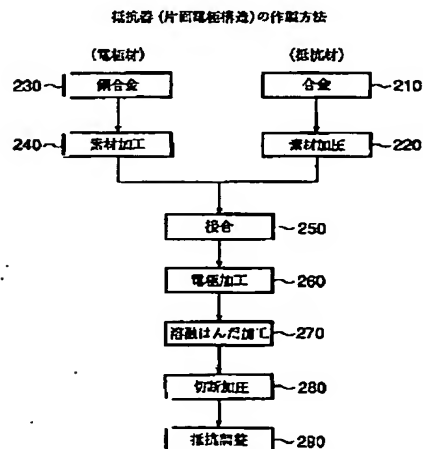 抵抗器（片面電極構造）の作製方法
（電極材） （抵抗材）
230 銅合金 合金 210
240 素材加工 素材加圧 220
接合 250
電極加工 260
溶融はんだ加工 270
切断加圧 280
抵抗調整 290